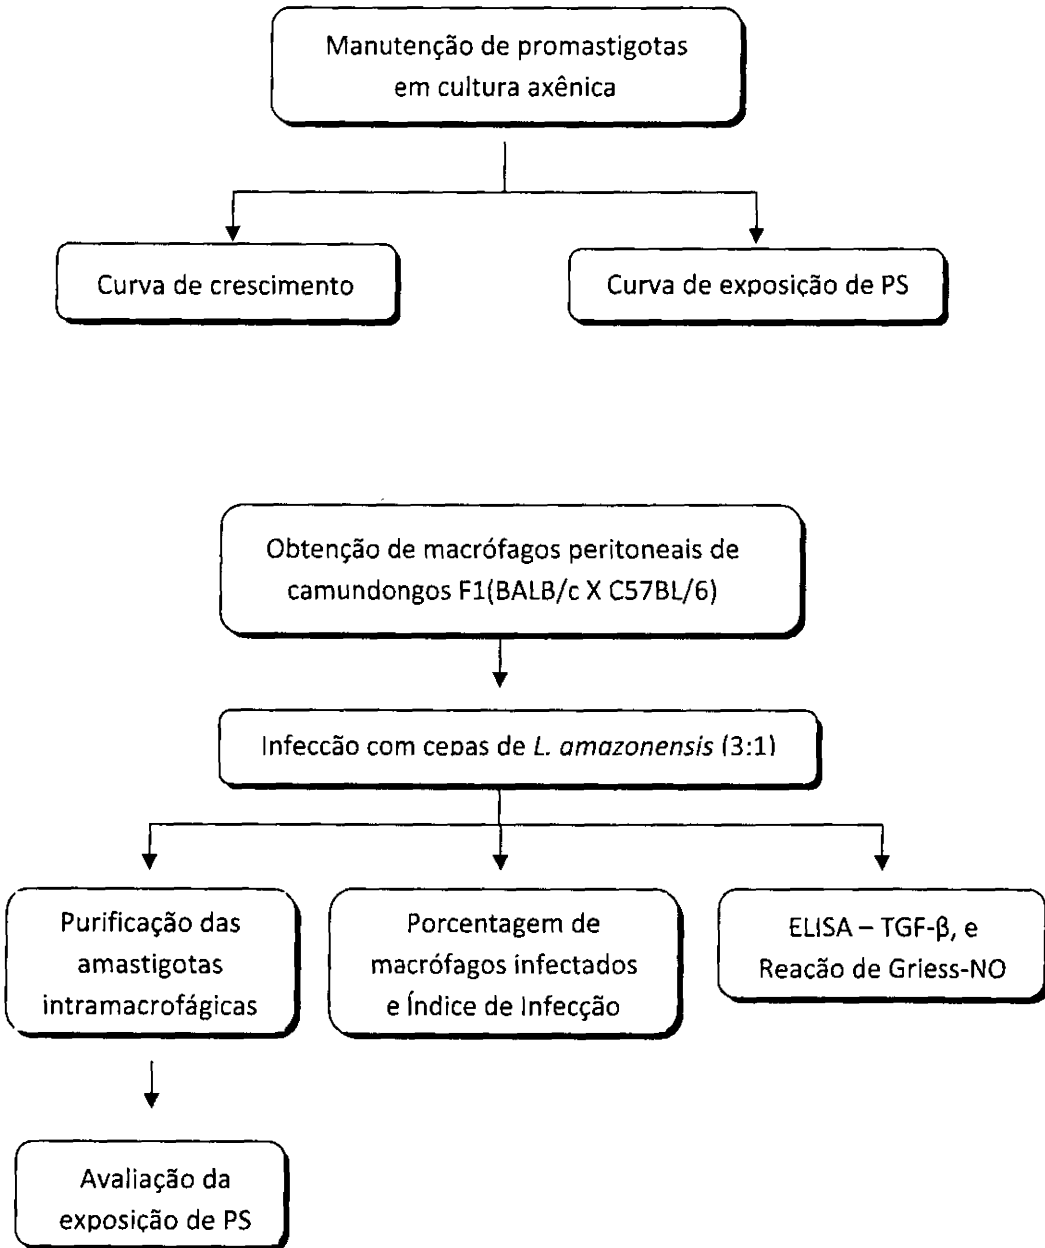 Manutenção de promastigotas
em cultura axênica
Curva de crescimento
Curva de exposição de PS
Obtenção de macrófagos peritoneais de
camundongos F1(BALB/c X C57BL/6)
Infecção com cepas de L. amazonensis (3:1)
Purificação das
amastigotas
intramacrofágicas
Porcentagem de
macrófagos infectados
e Índice de Infecção
ELISA – TGF-β, e
Reação de Griess-NO
Avaliação da
exposição de PS